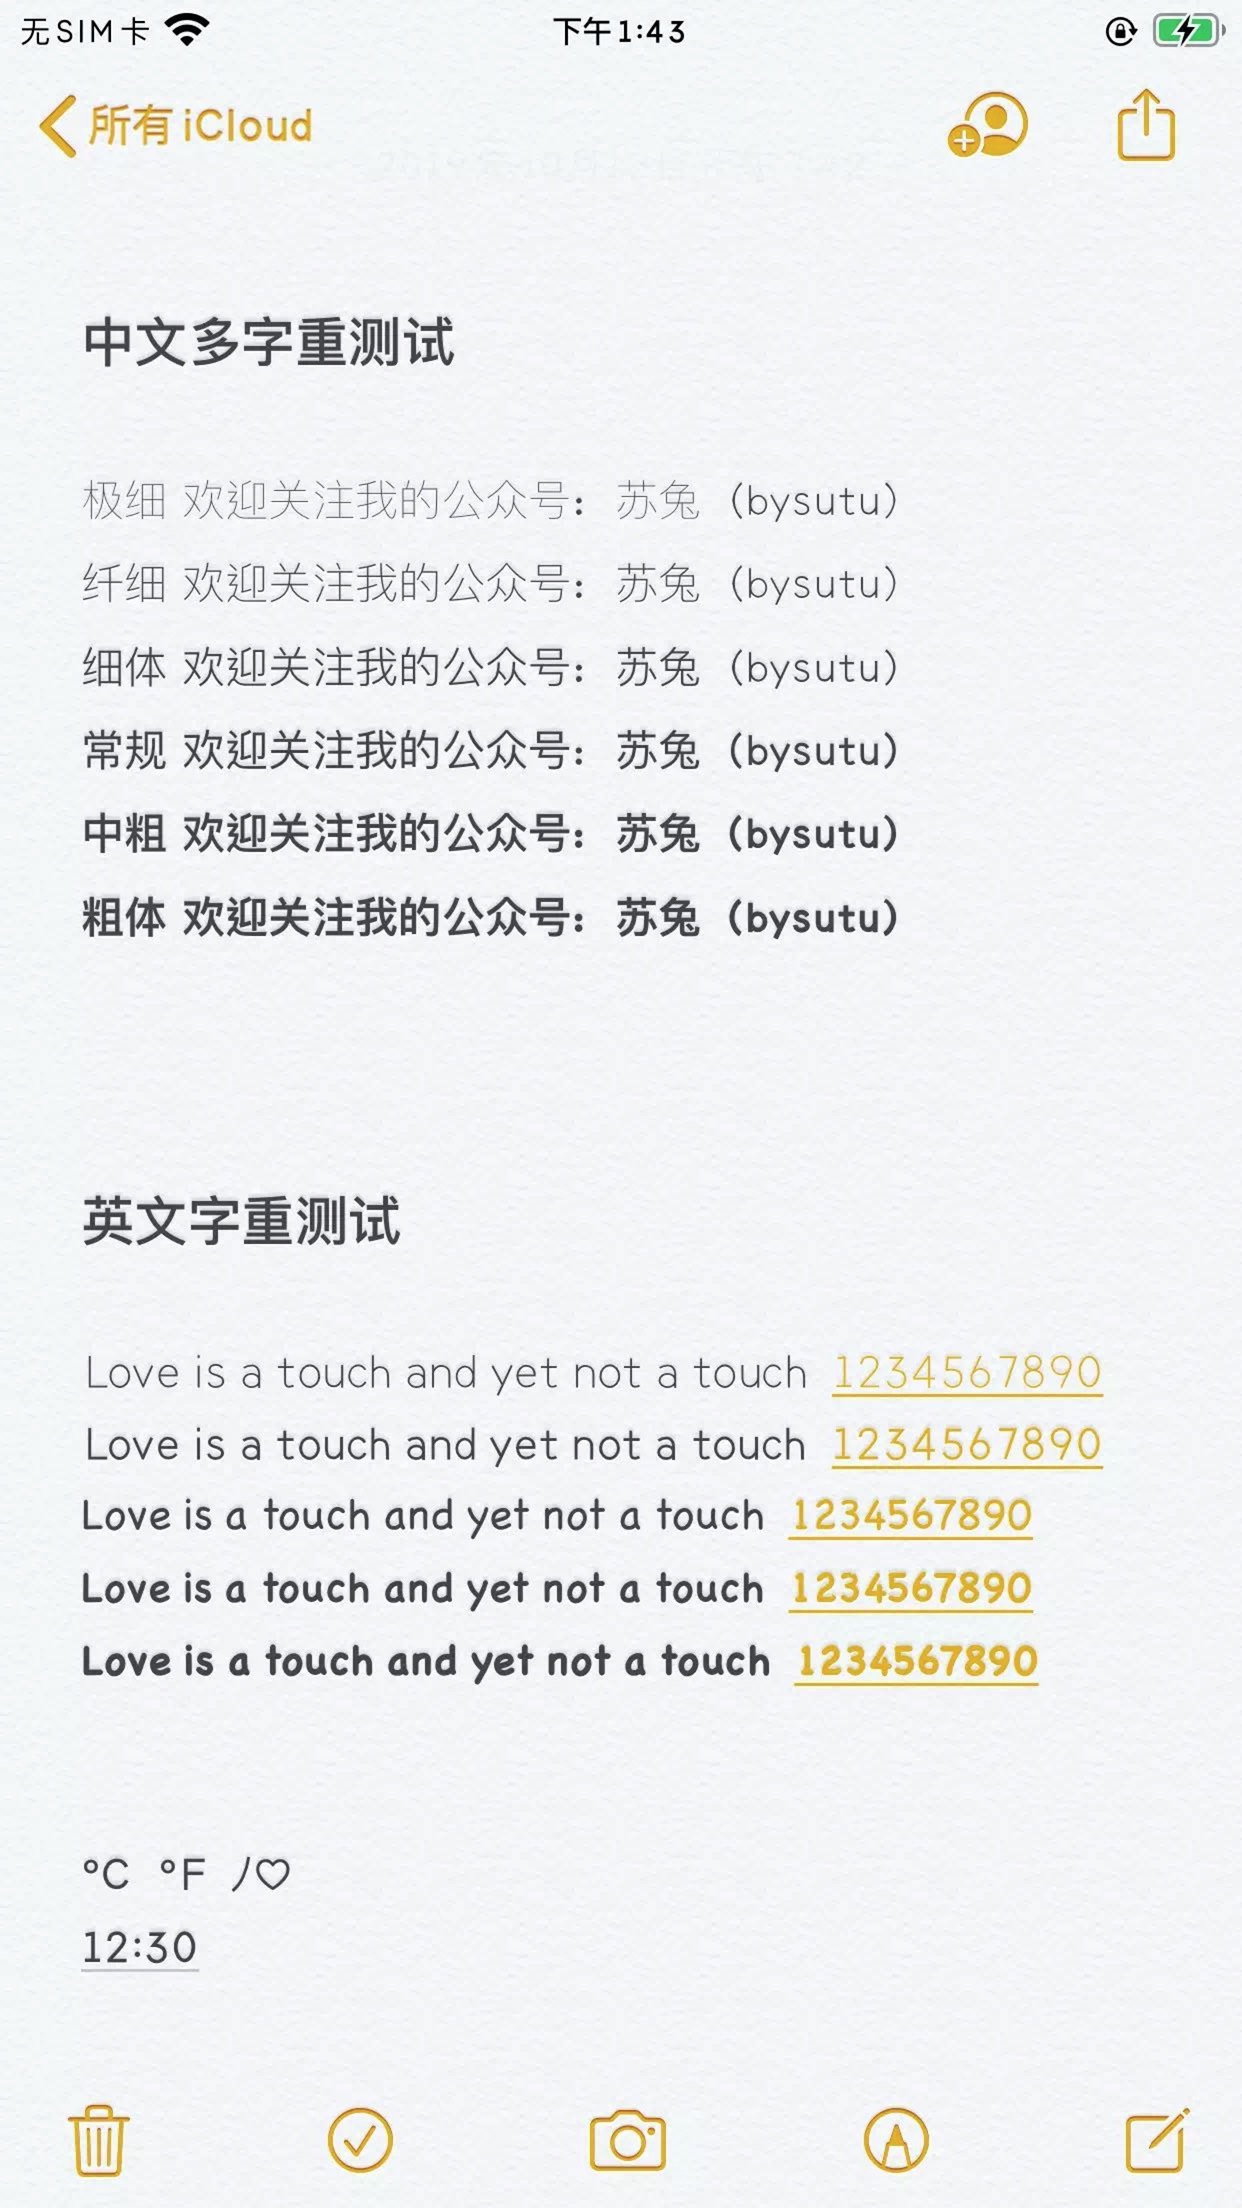 无SIM卡 下午1:43
所有 iCloud
中文多字重测试
极细 欢迎关注我的公众号：苏兔（bysutu）
纤细 欢迎关注我的公众号：苏兔（bysutu）
细体 欢迎关注我的公众号：苏兔（bysutu）
常规 欢迎关注我的公众号：苏兔（bysutu）
中粗 欢迎关注我的公众号：苏兔（bysutu）
粗体 欢迎关注我的公众号：苏兔（bysutu）
英文字重测试
Love is a touch and yet not a touch 1234567890
Love is a touch and yet not a touch 1234567890
Love is a touch and yet not a touch 1234567890
Love is a touch and yet not a touch 1234567890
Love is a touch and yet not a touch 1234567890
°C °F ﾉ♡
12:30